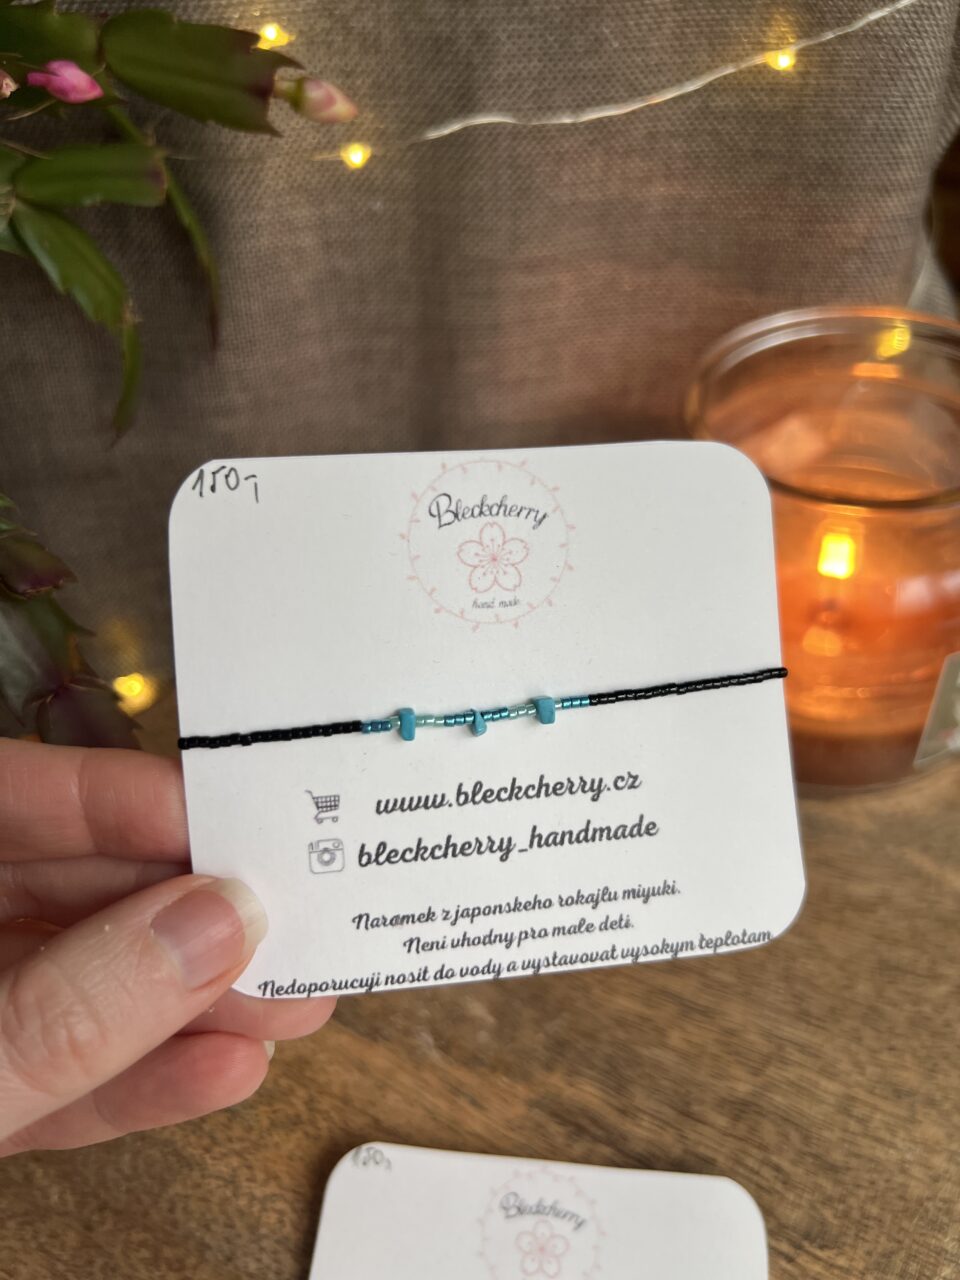 150,-
Bleckcherry
hand made
www.bleckcherry.cz
bleckcherry_handmade
Naramek z japonskeho rokajlu miyuki.
Neni vhodny pro male deti.
Nedoporucuji nosit do vody a vystavovat vysokym teplotam
150,-
Bleckcherry